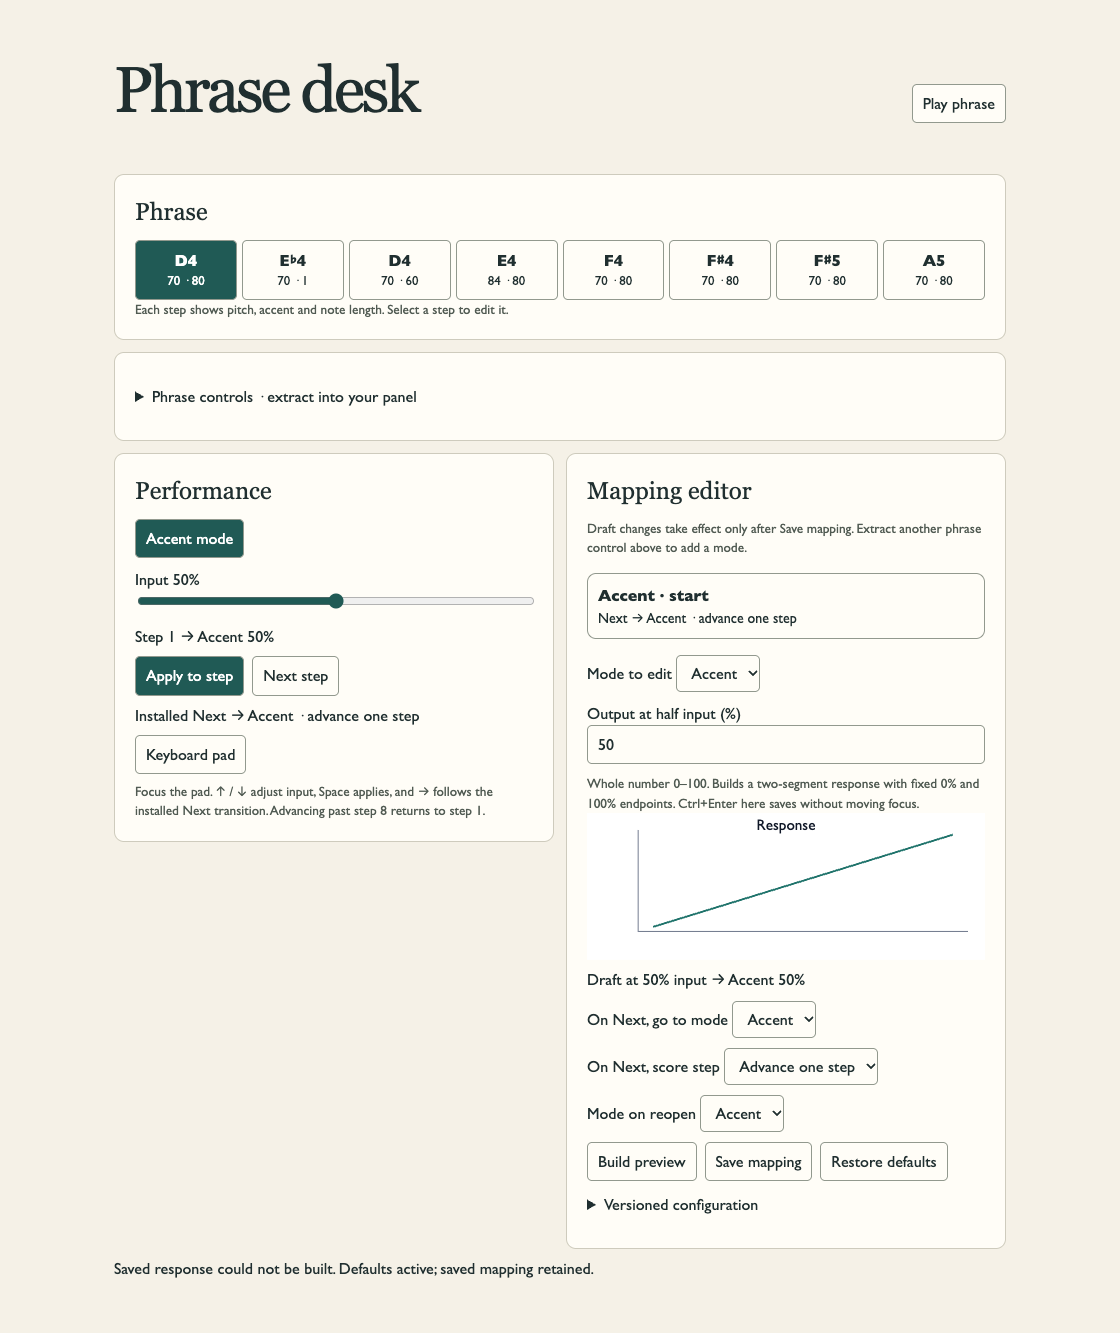 Phrase desk
Play phrase
Phrase
D4 E♭4 D4 E4 F4 F♯4 F♯5 A5
70 · 80 70 · 1 70 · 60 84 · 80 70 · 80 70 · 80 70 · 80 70 · 80
Each step shows pitch, accent and note length. Select a step to edit it.
Phrase controls · extract into your panel
Performance
Accent mode
Input 50%
Step 1 → Accent 50%
Apply to step Next step
Installed Next → Accent · advance one step
Keyboard pad
Focus the pad. ↑ / ↓ adjust input, Space applies, and → follows the
installed Next transition. Advancing past step 8 returns to step 1.
Mapping editor
Draft changes take effect only after Save mapping. Extract another phrase
control above to add a mode.
Accent · start
Next → Accent · advance one step
Mode to edit Accent
Output at half input (%)
50
Whole number 0–100. Builds a two-segment response with fixed 0% and
100% endpoints. Ctrl+Enter here saves without moving focus.
Response
Draft at 50% input → Accent 50%
On Next, go to mode Accent
On Next, score step Advance one step
Mode on reopen Accent
Build preview Save mapping Restore defaults
Versioned configuration
Saved response could not be built. Defaults active; saved mapping retained.